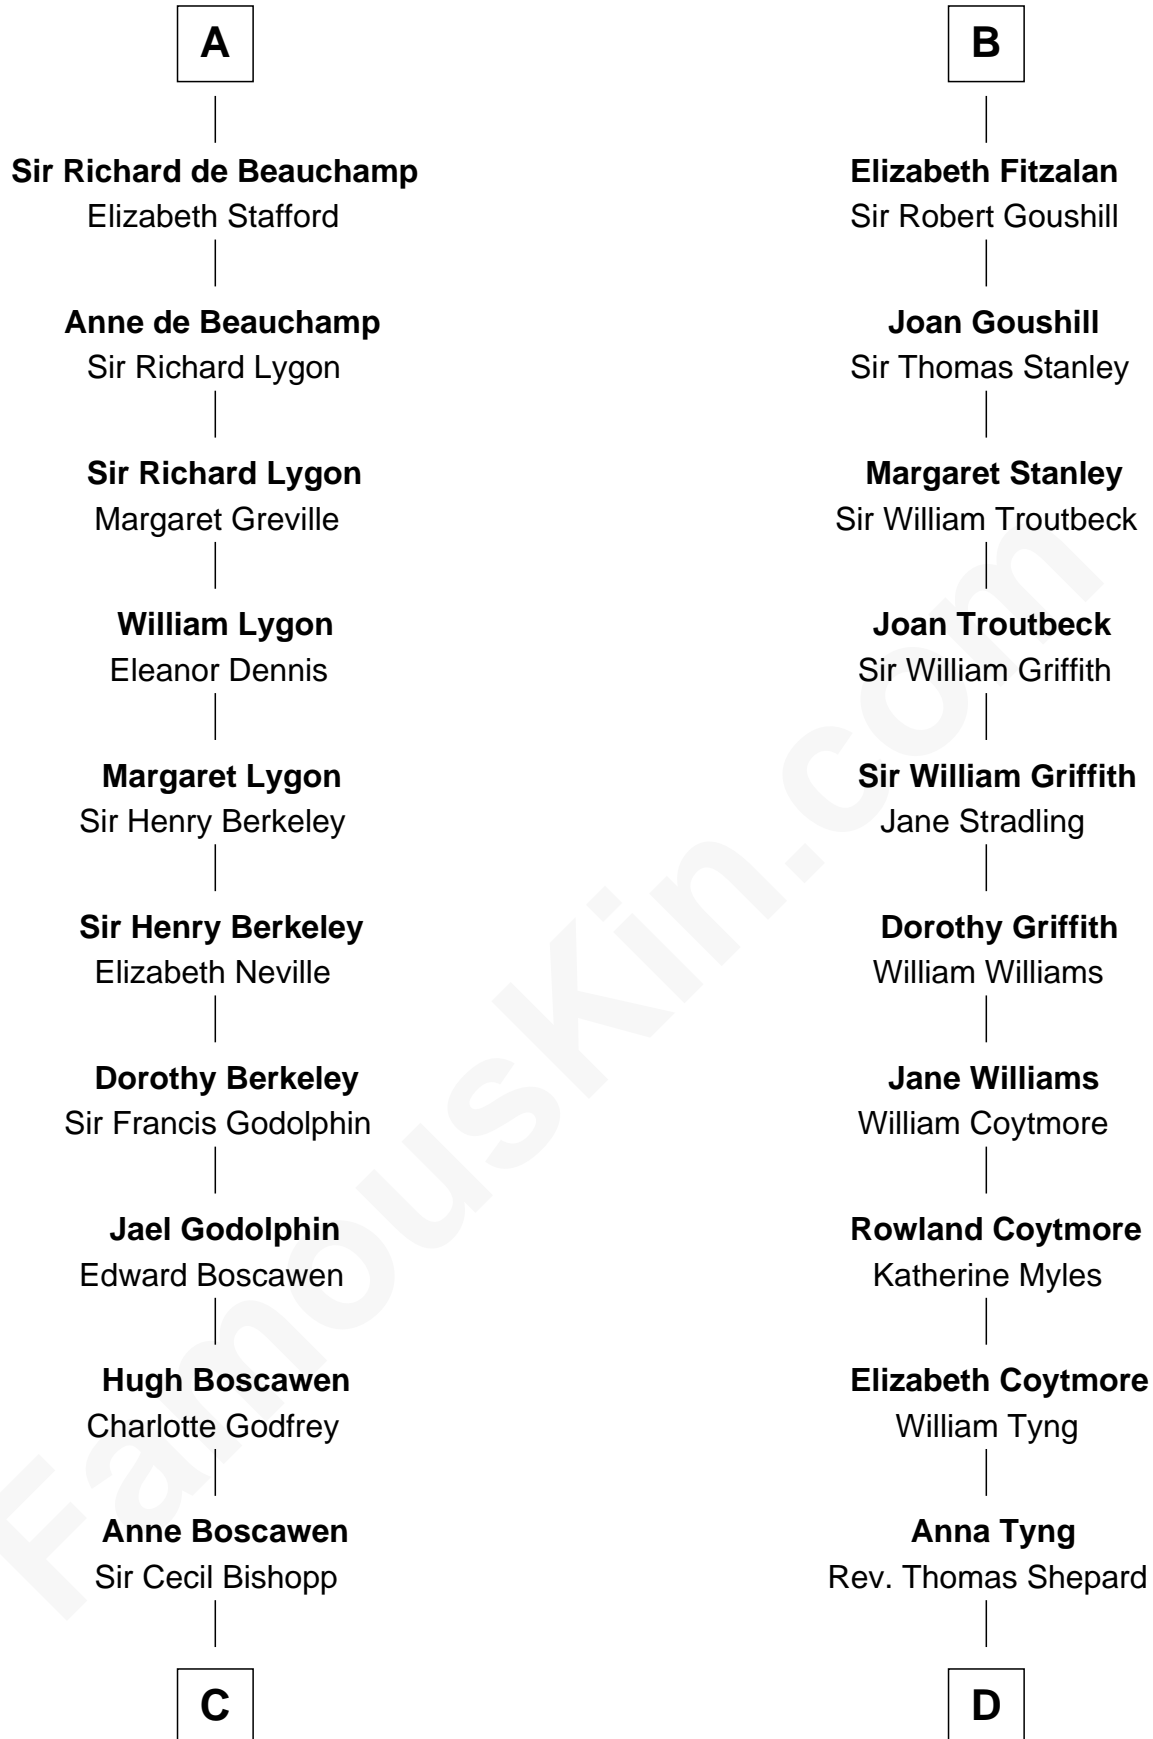 A
Sir Richard de Beauchamp
Elizabeth Stafford
Anne de Beauchamp
Sir Richard Lygon
Sir Richard Lygon
Margaret Greville
William Lygon
Eleanor Dennis
Margaret Lygon
Sir Henry Berkeley
Sir Henry Berkeley
Elizabeth Neville
Dorothy Berkeley
Sir Francis Godolphin
Jael Godolphin
Edward Boscawen
Hugh Boscawen
Charlotte Godfrey
Anne Boscawen
Sir Cecil Bishopp
C
B
Elizabeth Fitzalan
Sir Robert Goushill
Joan Goushill
Sir Thomas Stanley
Margaret Stanley
Sir William Troutbeck
Joan Troutbeck
Sir William Griffith
Sir William Griffith
Jane Stradling
Dorothy Griffith
William Williams
Jane Williams
William Coytmore
Rowland Coytmore
Katherine Myles
Elizabeth Coytmore
William Tyng
Anna Tyng
Rev. Thomas Shepard
D
FamousKin.com